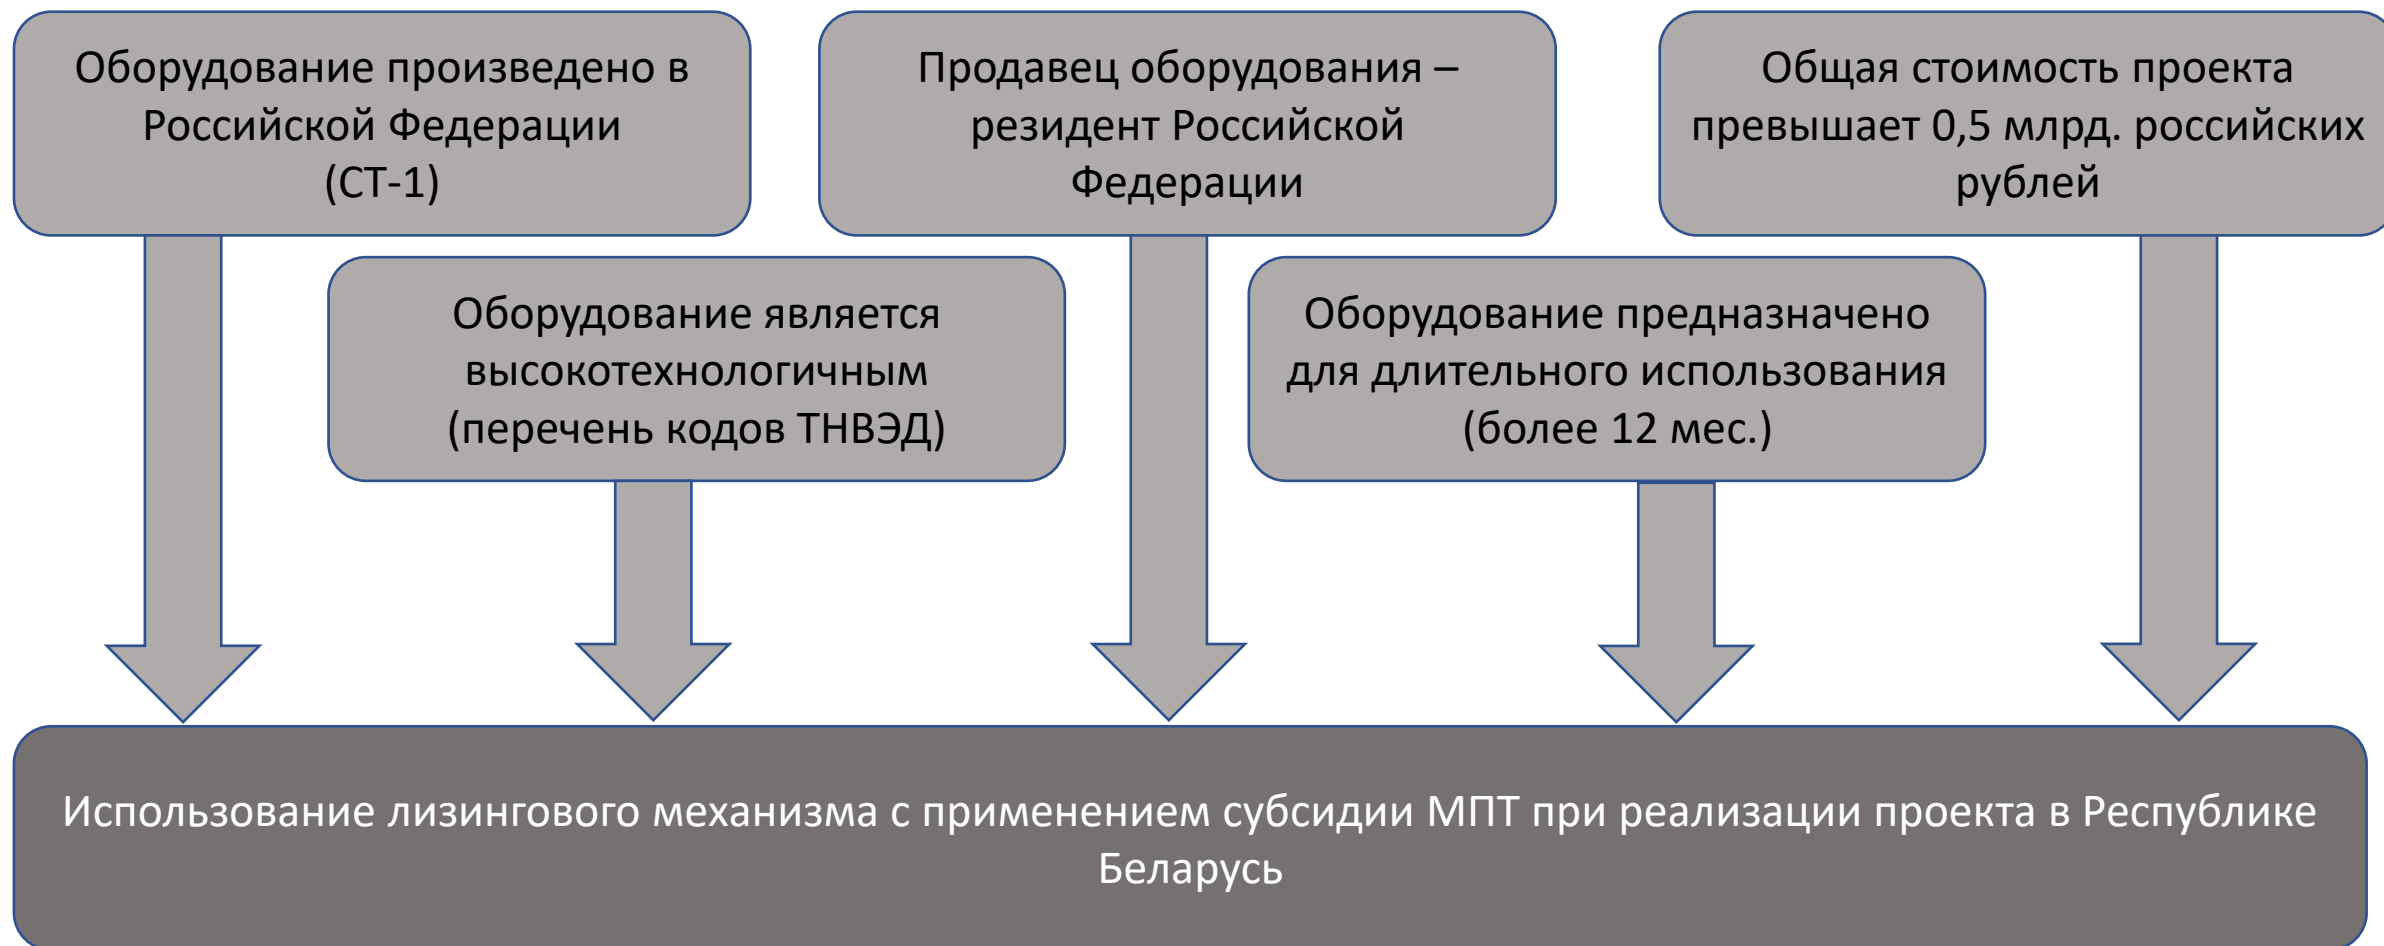 Оборудование произведено в
Российской Федерации
(СТ-1)
Продавец оборудования –
резидент Российской
Федерации
Общая стоимость проекта
превышает 0,5 млрд. российских
рублей
Оборудование является
высокотехнологичным
(перечень кодов ТНВЭД)
Оборудование предназначено
для длительного использования
(более 12 мес.)
Использование лизингового механизма с применением субсидии МПТ при реализации проекта в Республике
Беларусь